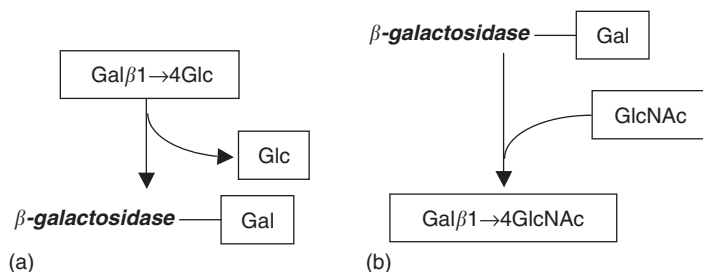 Galβ1→4Glc
Glc
β-galactosidase
Gal
(a)
β-galactosidase
Gal
GlcNAc
Galβ1→4GlcNAc
(b)